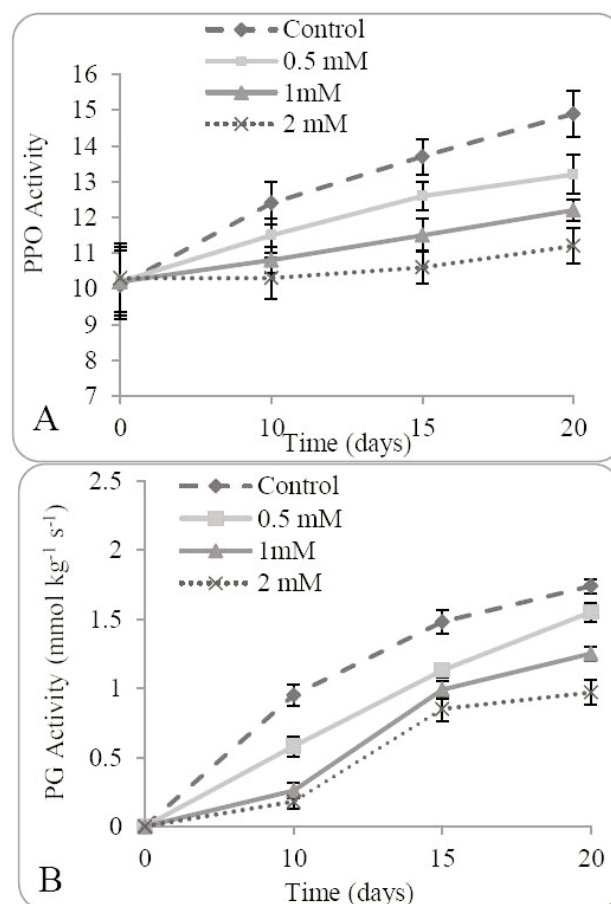 Control
0.5 mM
1mM
2 mM
16
15
14
13
12
11
10
9
8
7
PPO Activity
0 10 15 20
Time (days)
A
2.5
2
1.5
1
0.5
0
PG Activity (mmol kg⁻¹ s⁻¹)
Control
0.5 mM
1mM
2 mM
0 10 15 20
Time (days)
B